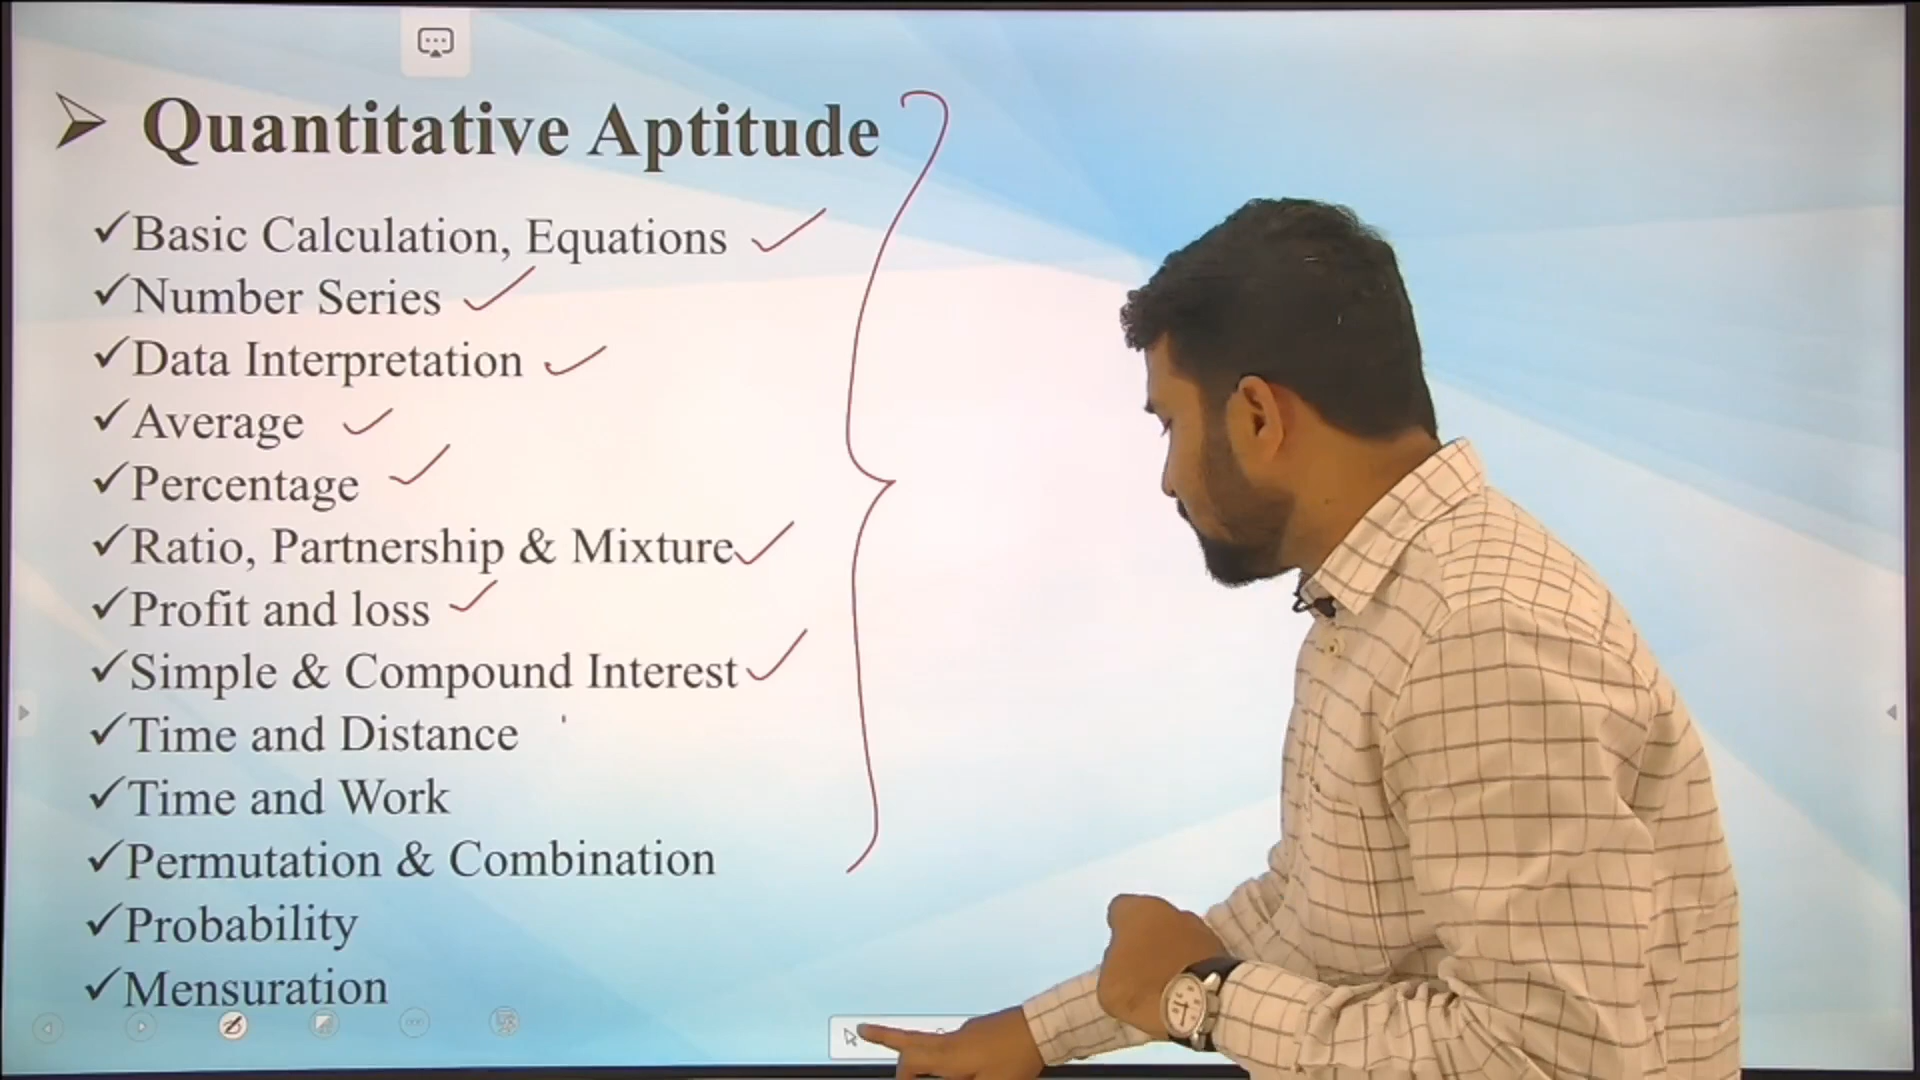 Quantitative Aptitude
Basic Calculation, Equations
Number Series
Data Interpretation
Average
Percentage
Ratio, Partnership & Mixture
Profit and loss
Simple & Compound Interest
Time and Distance
Time and Work
Permutation & Combination
Probability
Mensuration